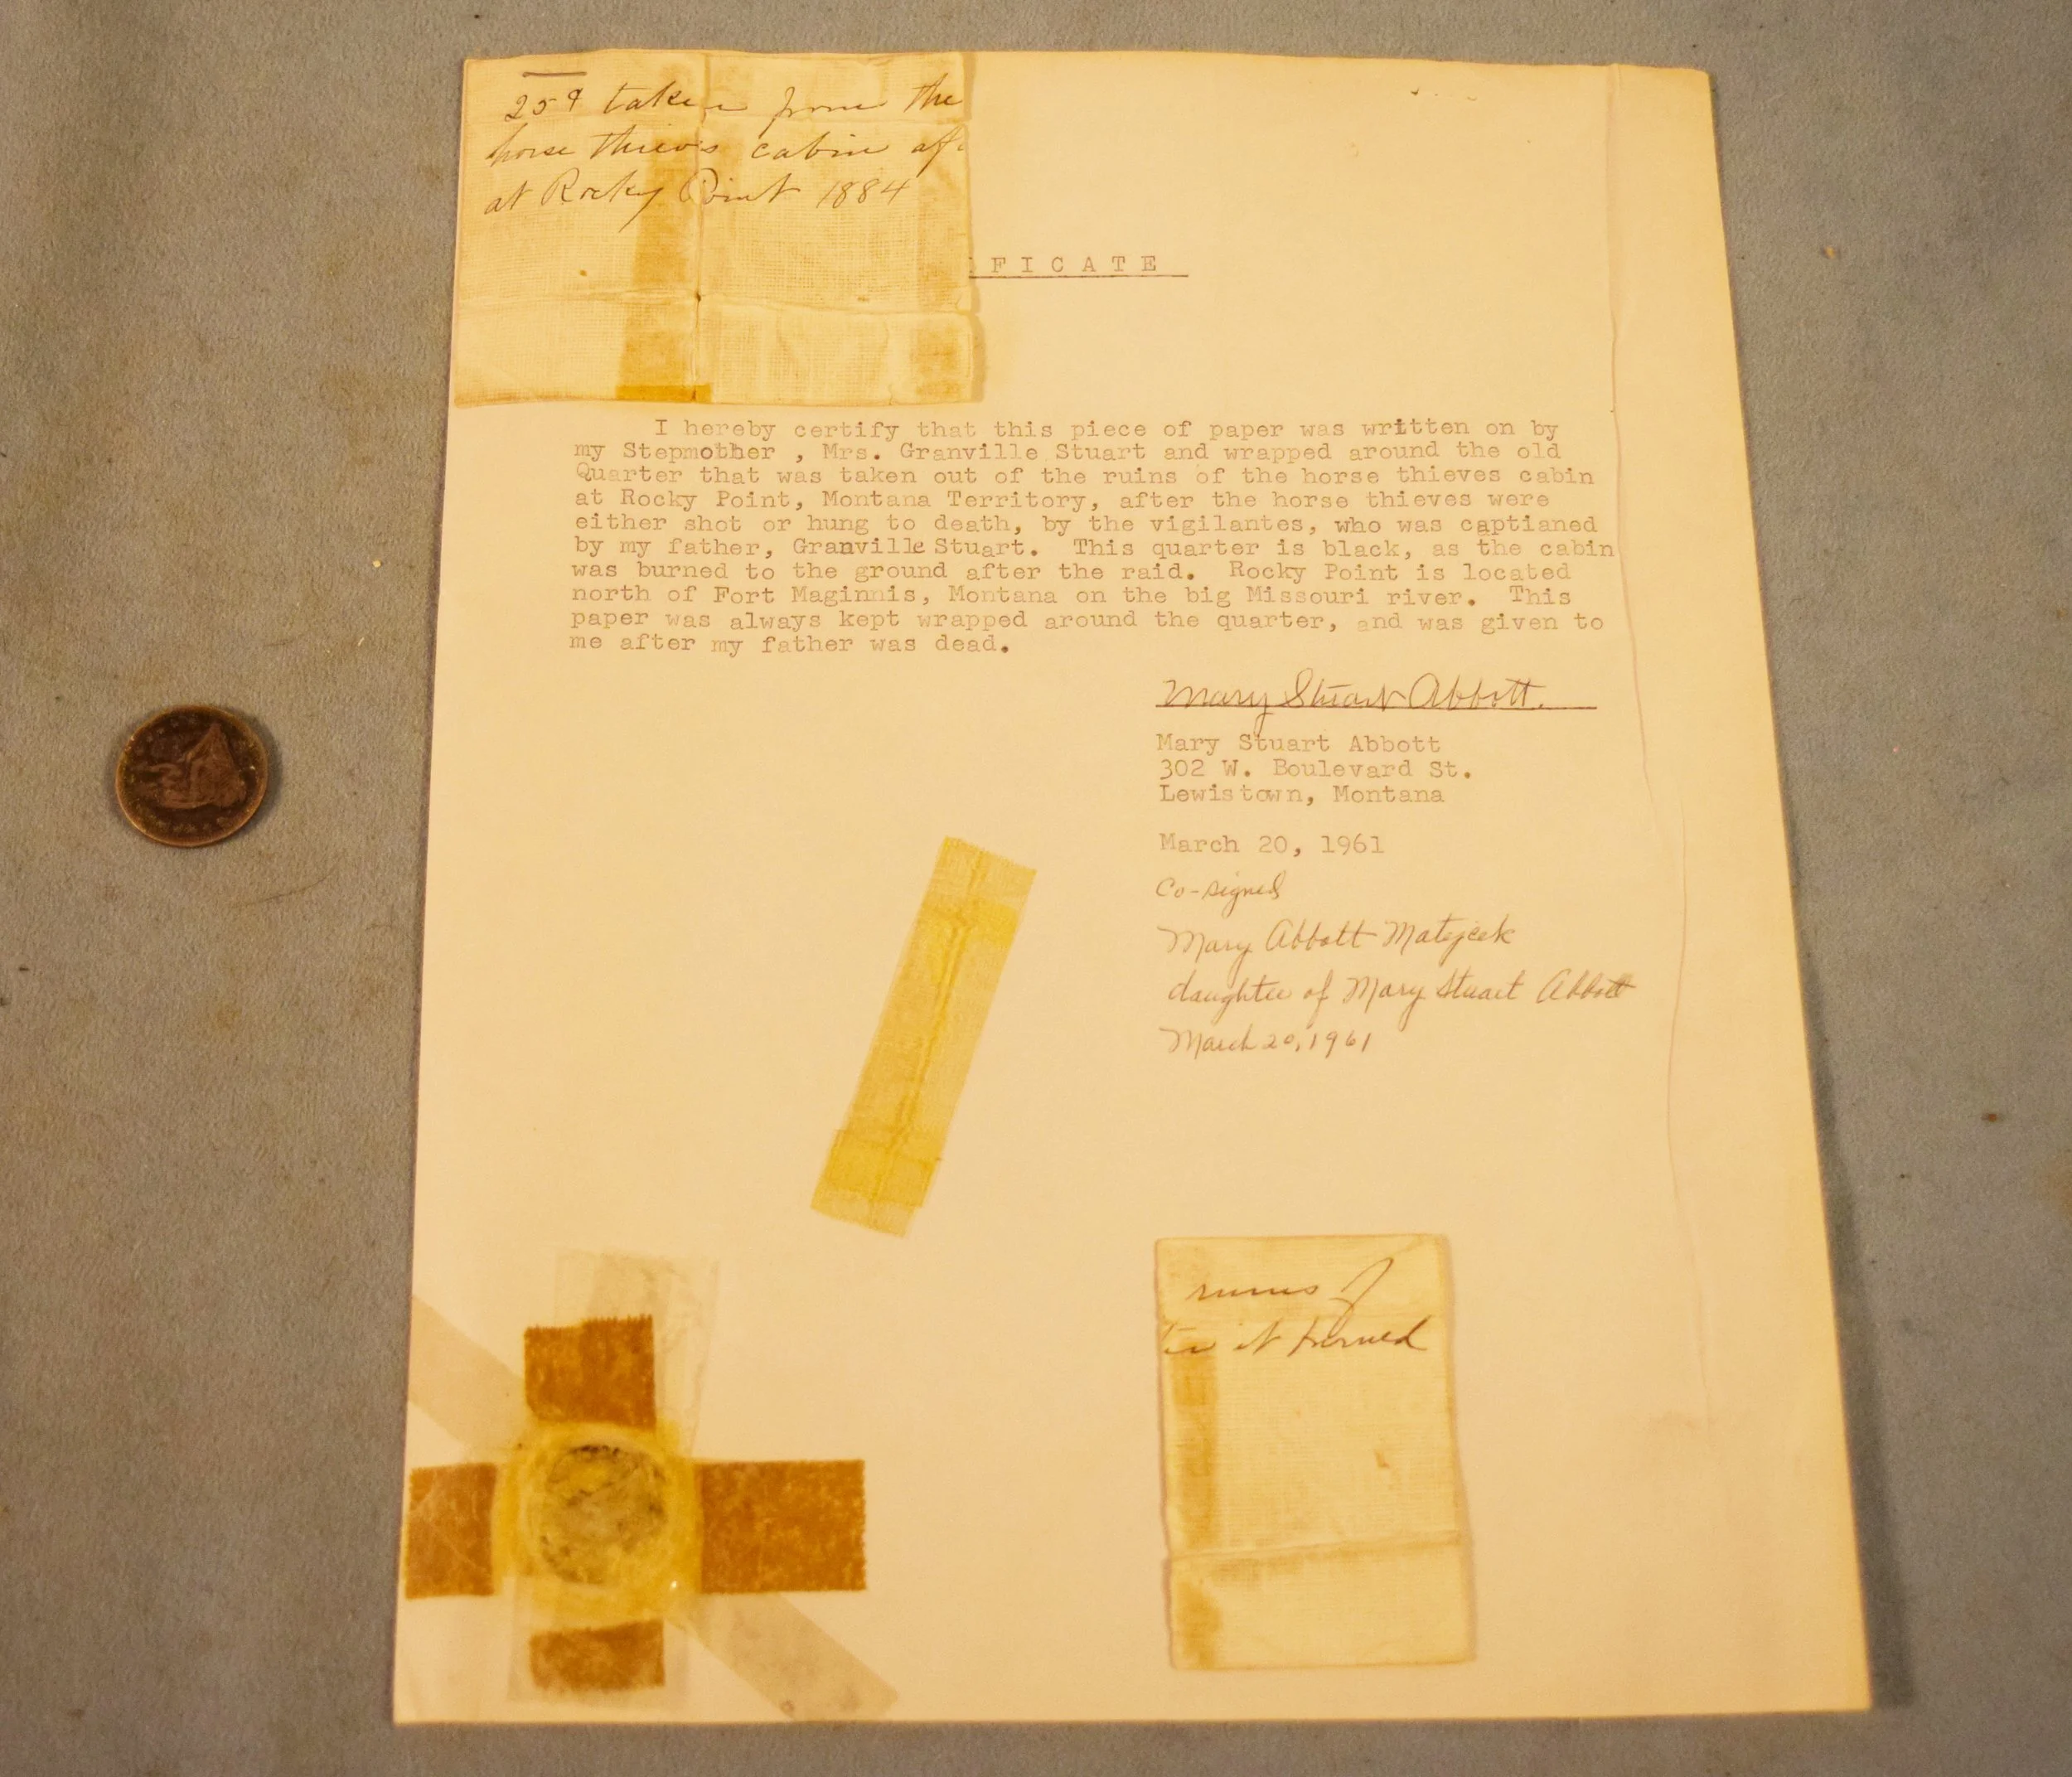 25¢ taken from the
horse thievs cabin af
at Rocky Point 1884
FICATE
I hereby certify that this piece of paper was written on by
my Stepmother , Mrs. Granville Stuart and wrapped around the old
Quarter that was taken out of the ruins of the horse thieves cabin
at Rocky Point, Montana Territory, after the horse thieves were
either shot or hung to death, by the vigilantes, who was captianed
by my father, Granville Stuart. This quarter is black, as the cabin
was burned to the ground after the raid. Rocky Point is located
north of Fort Maginnis, Montana on the big Missouri river. This
paper was always kept wrapped around the quarter, and was given to
me after my father was dead.
Mary Stuart Abbott.
Mary Stuart Abbott
302 W. Boulevard St.
Lewistown, Montana
March 20, 1961
Co-signed
Mary Abbott Matejcek
daughter of Mary Stuart Abbott
March 20, 1961
ruins of
ter it burned